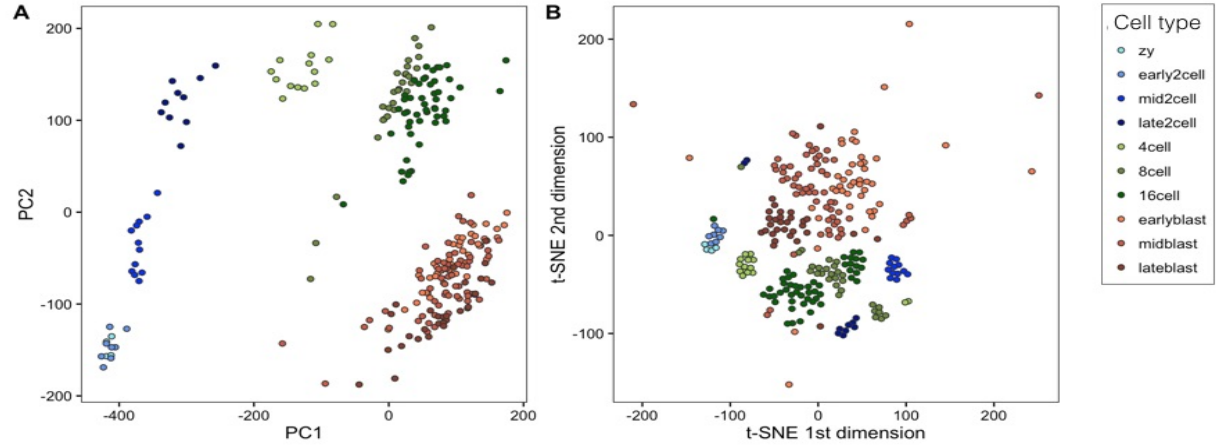 A
200
100
0
-100
-200
PC2
-400
-200
0
200
PC1
B
200
100
0
-100
t-SNE 2nd dimension
-200
-100
0
100
200
t-SNE 1st dimension
Cell type
zy
early2cell
mid2cell
late2cell
4cell
8cell
16cell
earlyblast
midblast
lateblast